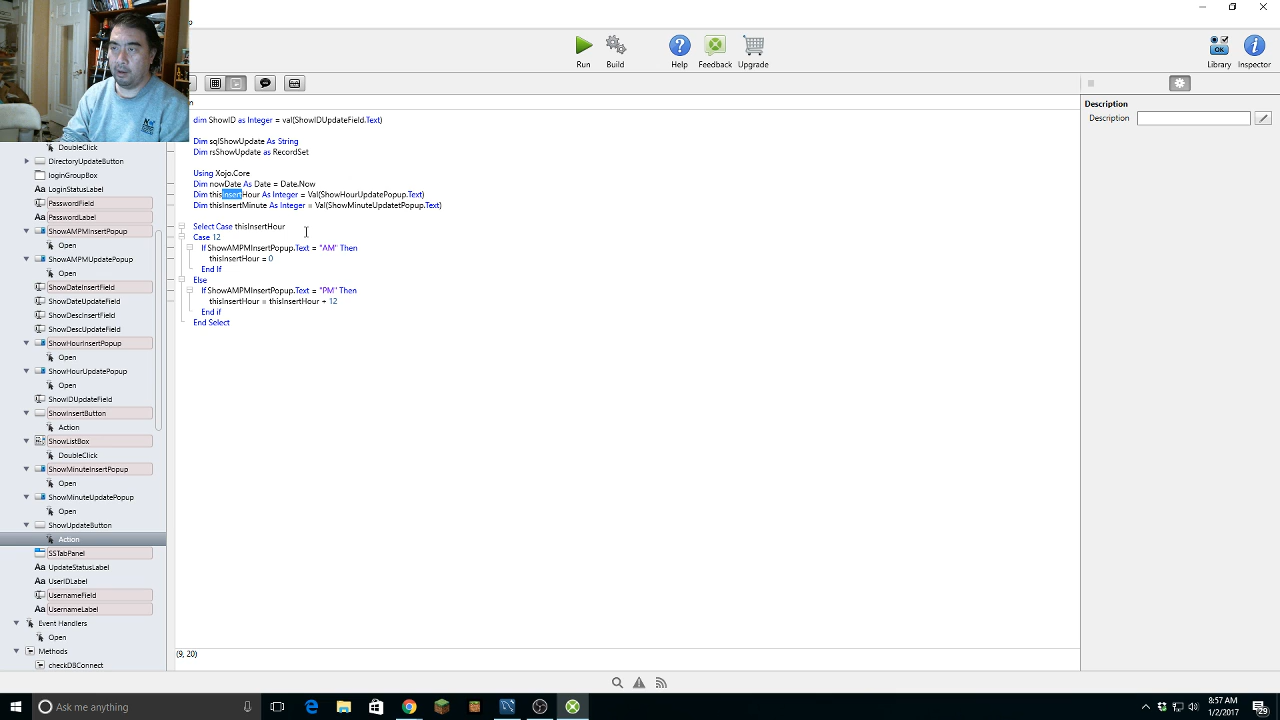 Run
Build
Help
Feedback
Upgrade
Library
Inspector
Description
Description
dim ShowID as Integer = val(ShowIDUpdateField.Text)
Dim sqlShowUpdate As String
Dim rsShowUpdate as RecordSet
Using Xojo.Core
Dim nowDate As Date = Date.Now
Dim thisInsertHour As Integer = Val(ShowHourUpdatePopup.Text)
Dim thisInsertMinute As Integer = Val(ShowMinuteUpdatetPopup.Text)
Select Case thisInsertHour
Case 12
If ShowAMPMInsertPopup.Text = "AM" Then
thisInsertHour = 0
End If
Else
If ShowAMPMInsertPopup.Text = "PM" Then
thisInsertHour = thisInsertHour + 12
End if
End Select
DoubleClick
DirectoryUpdateButton
loginGroupBox
LoginStatusLabel
PasswordField
PasswordLabel
ShowAMPMInsertPopup
Open
ShowAMPMUpdatePopup
Open
ShowDateInsertField
ShowDateUpdateField
ShowDescInsertField
ShowDescUpdateField
ShowHourInsertPopup
Open
ShowHourUpdatePopup
Open
ShowIDUpdateField
ShowInsertButton
Action
ShowListBox
DoubleClick
ShowMinuteInsertPopup
Open
ShowMinuteUpdatePopup
Open
ShowUpdateButton
Action
SSTabPanel
UpdateStatusLabel
UserIDLabel
UsernameField
UsernameLabel
Event Handlers
Open
Methods
checkDBConnect
(9, 20)
Ask me anything
8:57 AM
1/2/2017